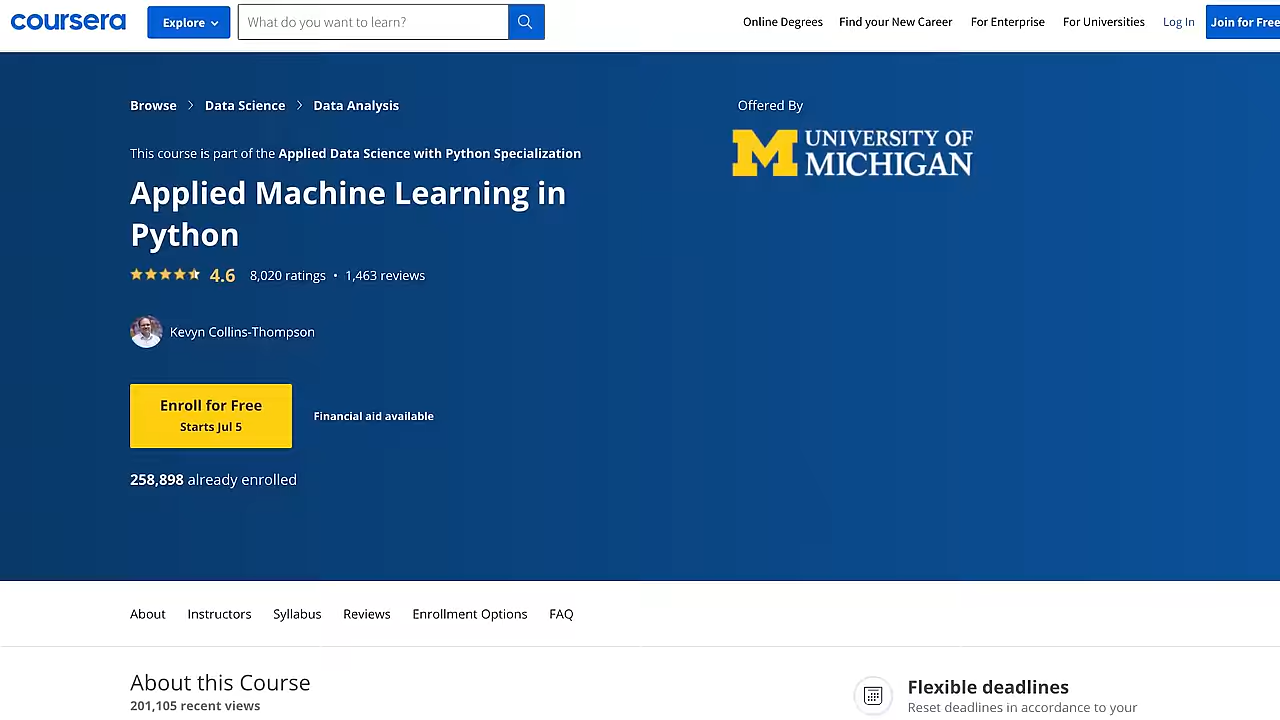 coursera
Explore
What do you want to learn?
Online Degrees
Find your New Career
For Enterprise
For Universities
Log In
Join for Free
Browse > Data Science > Data Analysis
Offered By
This course is part of the Applied Data Science with Python Specialization
M UNIVERSITY OF
MICHIGAN
Applied Machine Learning in
Python
4.6 8,020 ratings • 1,463 reviews
Kevyn Collins-Thompson
Enroll for Free
Starts Jul 5
Financial aid available
258,898 already enrolled
About
Instructors
Syllabus
Reviews
Enrollment Options
FAQ
About this Course
201,105 recent views
Flexible deadlines
Reset deadlines in accordance to your